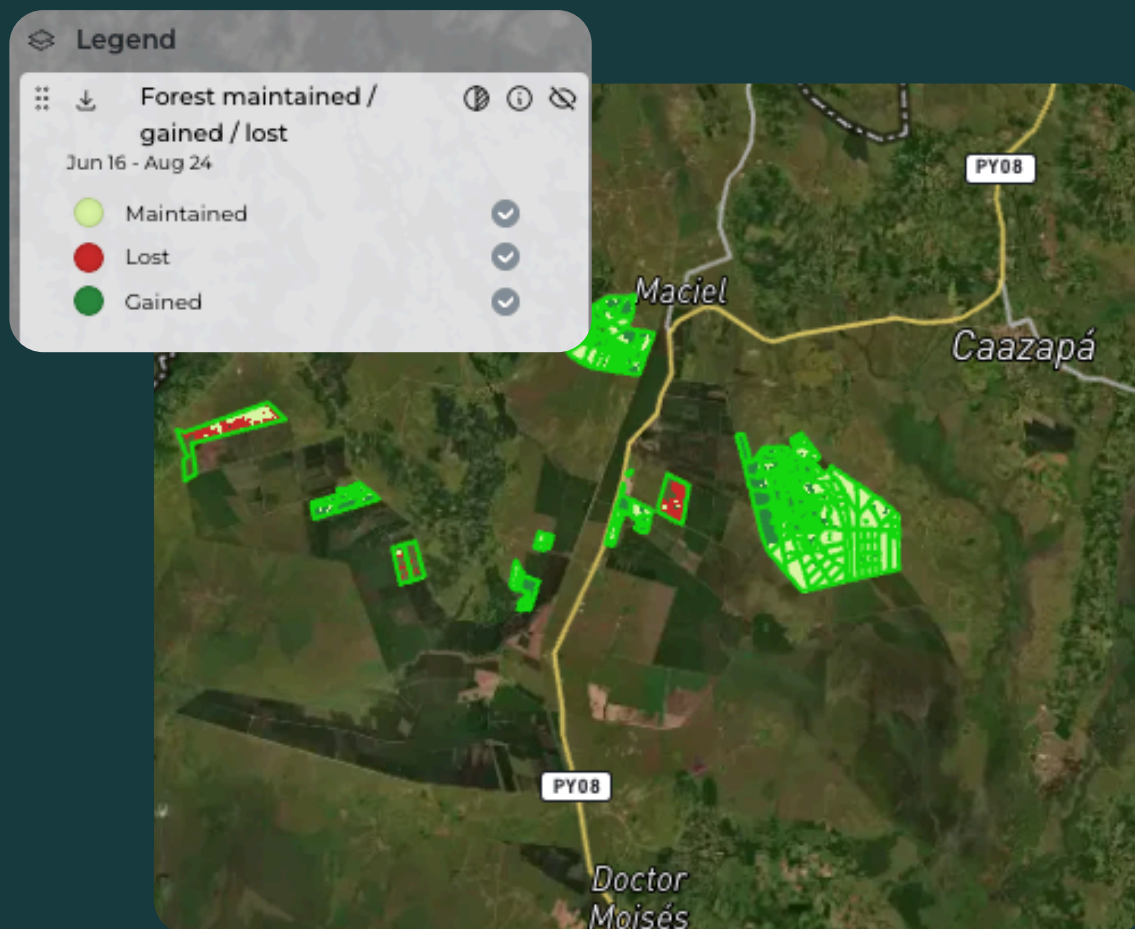 Legend
Forest maintained /
gained / lost
Jun 16 - Aug 24
Maintained
Lost
Gained
PY08
Maciel
Caazapá
PY08
Doctor
Moisés